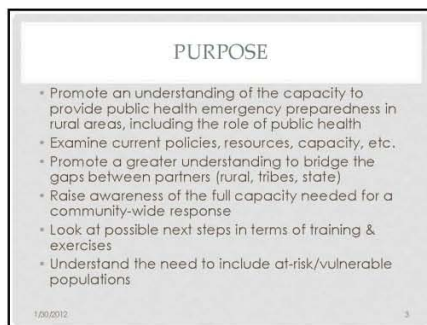 PURPOSE
• Promote an understanding of the capacity to
provide public health emergency preparedness in
rural areas, including the role of public health
• Examine current policies, resources, capacity, etc.
• Promote a greater understanding to bridge the
gaps between partners (rural, tribes, state)
• Raise awareness of the full capacity needed for a
community-wide response
• Look at possible next steps in terms of training &
exercises
• Understand the need to include at-risk/vulnerable
populations
1/30/2012
3